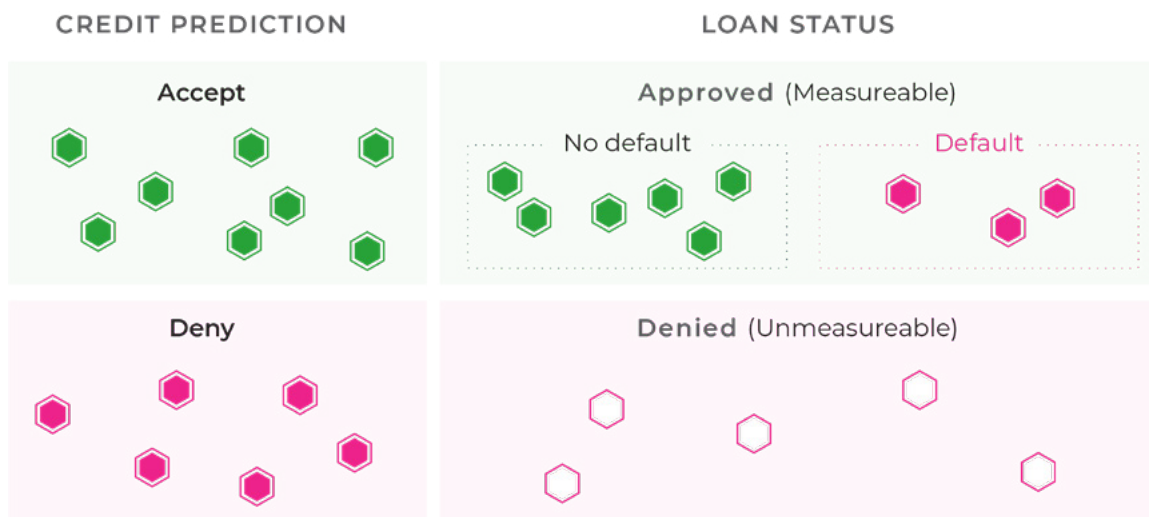 CREDIT PREDICTION
LOAN STATUS
Accept
Approved (Measureable)
No default
Default
Deny
Denied (Unmeasureable)